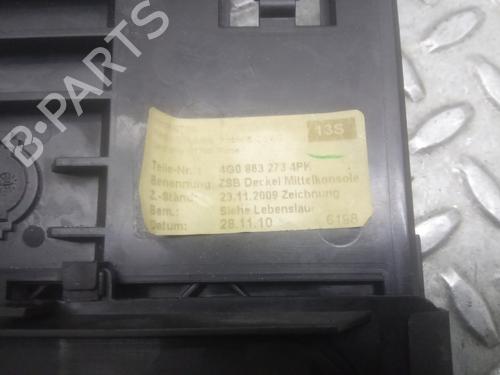 13S
Teile-Nr.: 4G0 863 273 4PK
Benennung: ZSB Deckel Mittelkonsole
Z.-Stand: 23.11.2009 Zeichnung
Bem.: Siehe Lebenslauf
Datum: 28.11.10 6198
B-PARTS